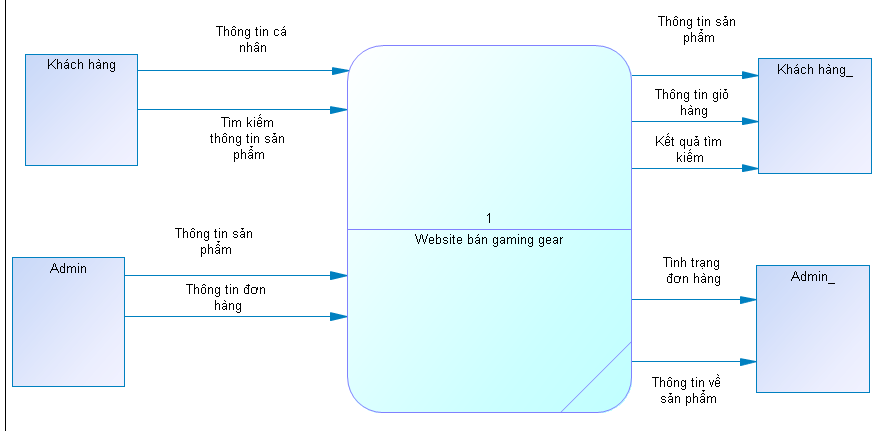 Thông tin cá
nhân
Khách hàng
Tìm kiếm
thông tin sản
phẩm
Thông tin sản
phẩm
Admin
Thông tin đơn
hàng
1
Website bán gaming gear
Thông tin sản
phẩm
Khách hàng_
Thông tin giỏ
hàng
Kết quả tìm
kiếm
Tình trạng
đơn hàng
Admin_
Thông tin về
sản phẩm